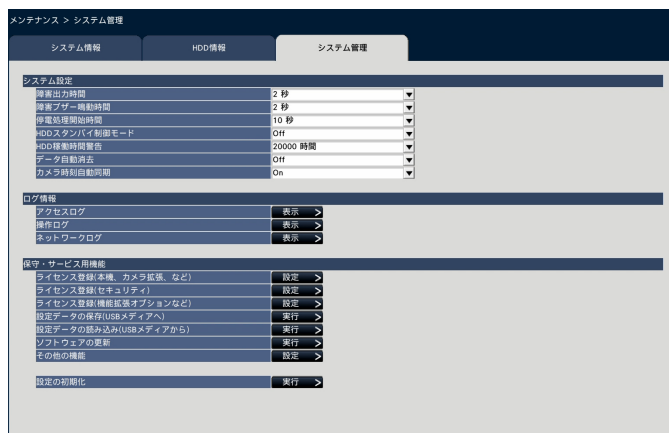 メンテナンス > システム管理
システム情報 HDD情報 システム管理
システム設定
障害出力時間 2 秒
障害ブザー鳴動時間 2 秒
停電処理開始時間 10 秒
HDDスタンバイ制御モード Off
HDD稼働時間警告 20000 時間
データ自動消去 Off
カメラ時刻自動同期 On
ログ情報
アクセスログ 表示 >
操作ログ 表示 >
ネットワークログ 表示 >
保守・サービス用機能
ライセンス登録(本機、カメラ拡張、など) 設定 >
ライセンス登録(セキュリティ) 設定 >
ライセンス登録(機能拡張オプションなど) 設定 >
設定データの保存(USBメディアへ) 実行 >
設定データの読み込み(USBメディアから) 実行 >
ソフトウェアの更新 実行 >
その他の機能 設定 >
設定の初期化 実行 >